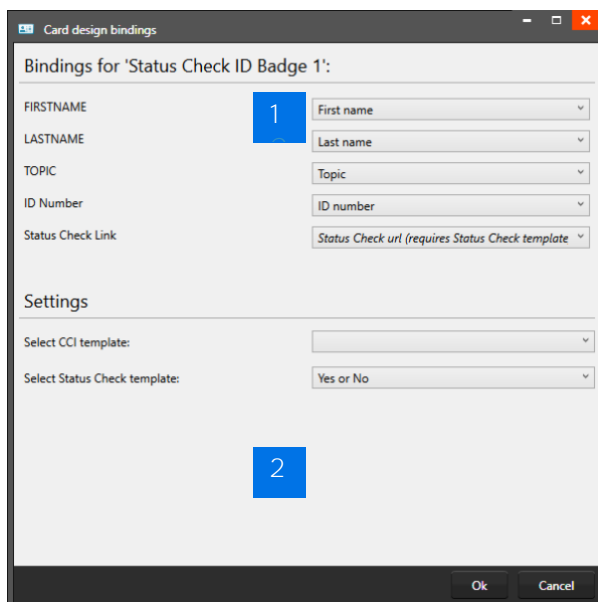 Card design bindings
Bindings for 'Status Check ID Badge 1':
FIRSTNAME
1
First name
LASTNAME
Last name
TOPIC
Topic
ID Number
ID number
Status Check Link
Status Check url (requires Status Check template
Settings
Select CCI template:
Select Status Check template:
Yes or No
2
Ok
Cancel